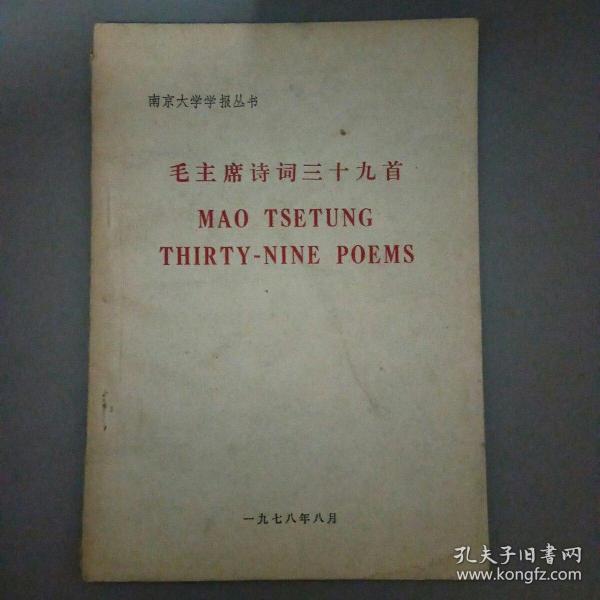 南京大学学报丛书
毛主席诗词三十九首
MAO TSETUNG
THIRTY-NINE POEMS
一九七八年八月
孔夫子旧书网
www.kongfz.com